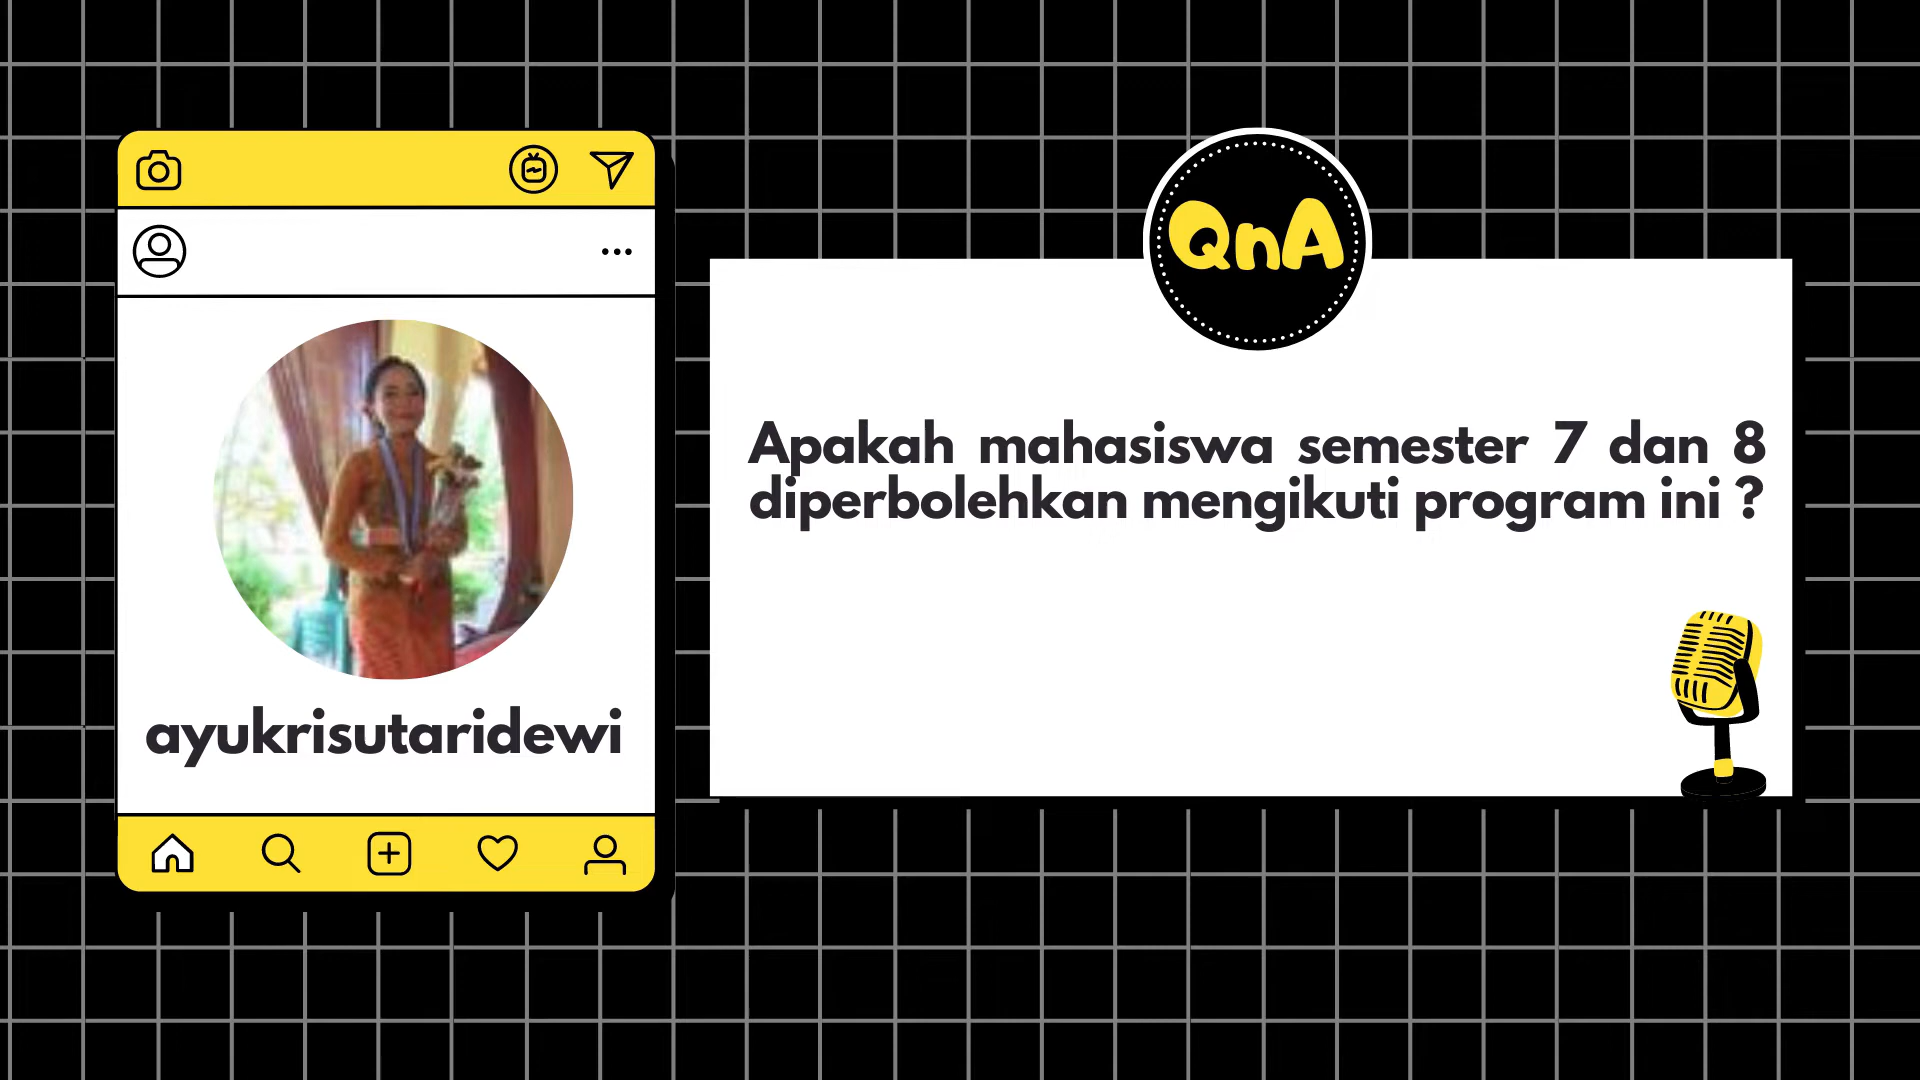 QnA
Apakah mahasiswa semester 7 dan 8
diperbolehkan mengikuti program ini ?
ayukrisutaridewi